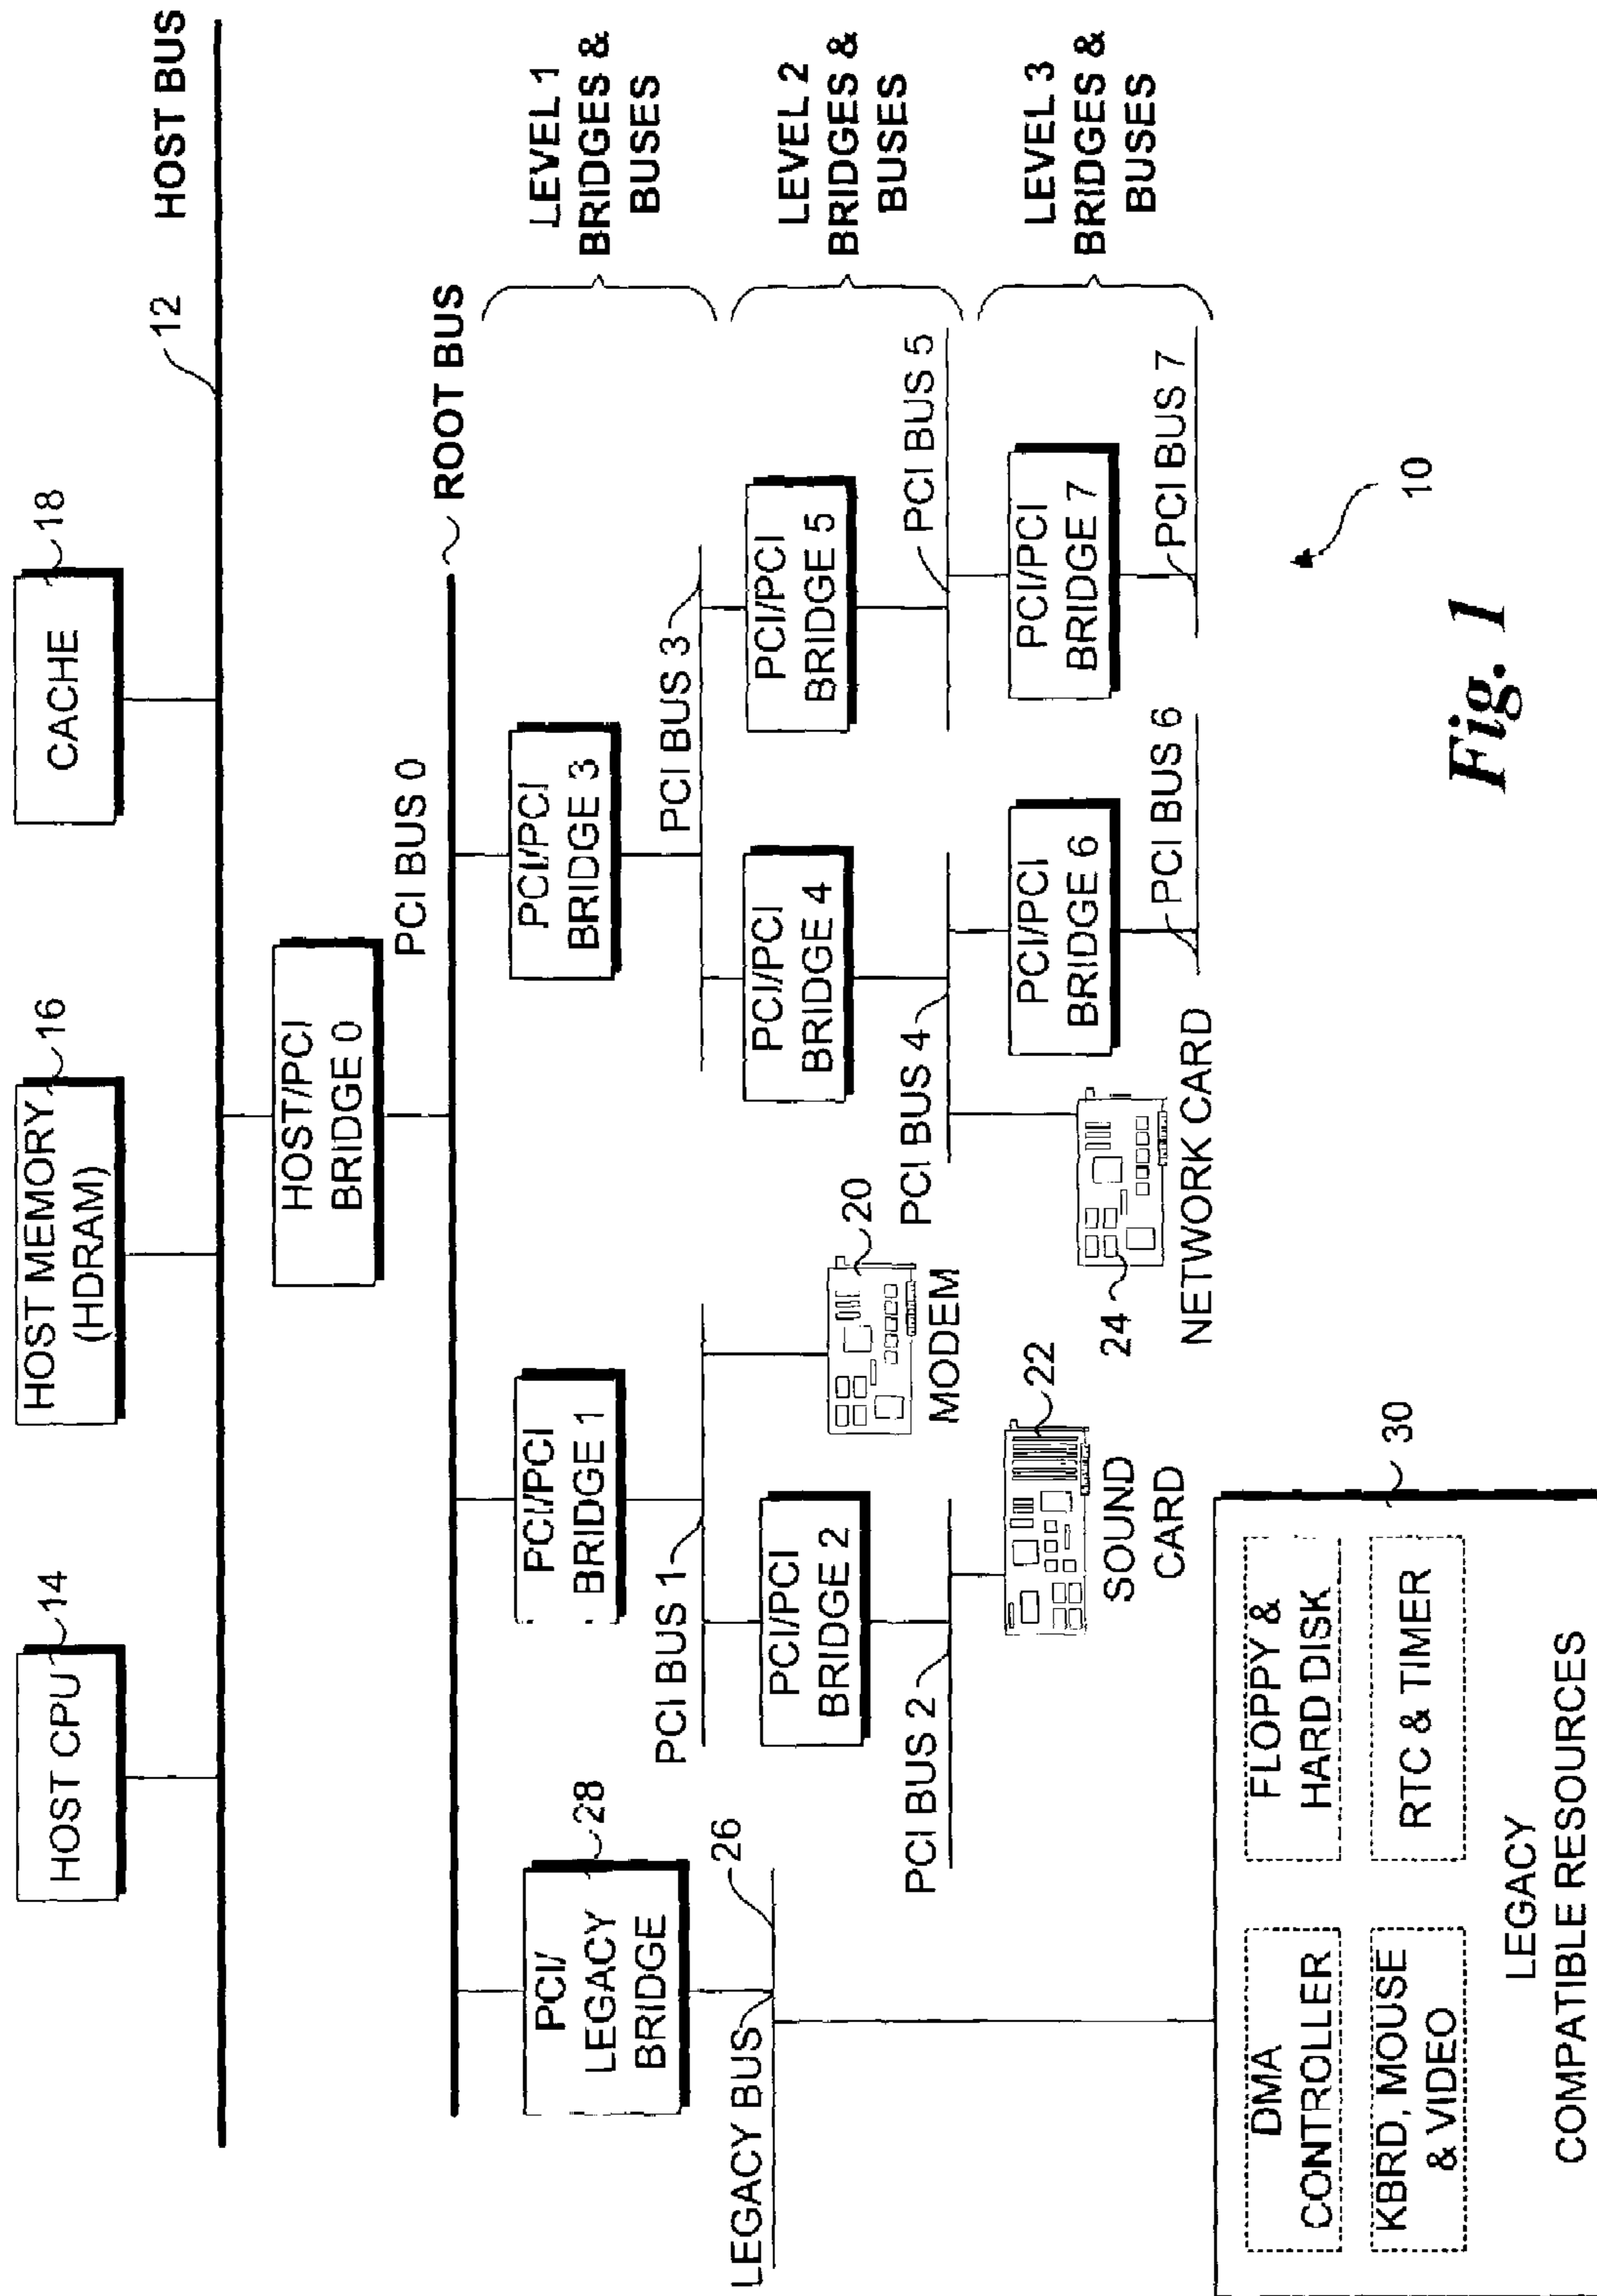 HOST CPU
14
HOST MEMORY
(HDRAM)
16
CACHE
18
12
HOST BUS
HOST/PCI
BRIDGE 0
PCI BUS 0
ROOT BUS
PCI/
LEGACY
BRIDGE
28
PCI/PCI
BRIDGE 1
PCI/PCI
BRIDGE 3
LEVEL 1
BRIDGES &
BUSES
LEGACY BUS
26
PCI BUS 1
PCI BUS 3
PCI/PCI
BRIDGE 2
MODEM
20
PCI/PCI
BRIDGE 4
PCI/PCI
BRIDGE 5
LEVEL 2
BRIDGES &
BUSES
PCI BUS 2
PCI BUS 4
PCI BUS 5
SOUND
CARD
22
24
NETWORK CARD
PCI/PCI
BRIDGE 6
PCI/PCI
BRIDGE 7
LEVEL 3
BRIDGES &
BUSES
PCI BUS 6
PCI BUS 7
30
DMA
CONTROLLER
FLOPPY &
HARD DISK
KBRD, MOUSE
& VIDEO
RTC & TIMER
LEGACY
COMPATIBLE RESOURCES
10
Fig. 1